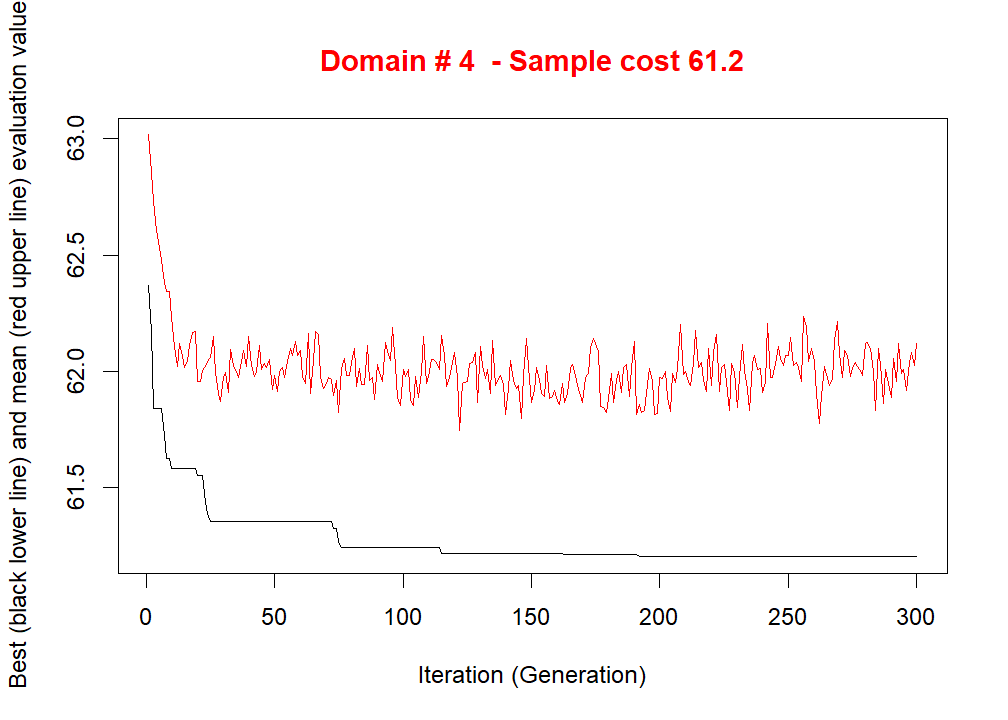 Domain # 4  - Sample cost 61.2
Best (black lower line) and mean (red upper line) evaluation value
63.0
62.5
62.0
61.5
0 50 100 150 200 250 300
Iteration (Generation)